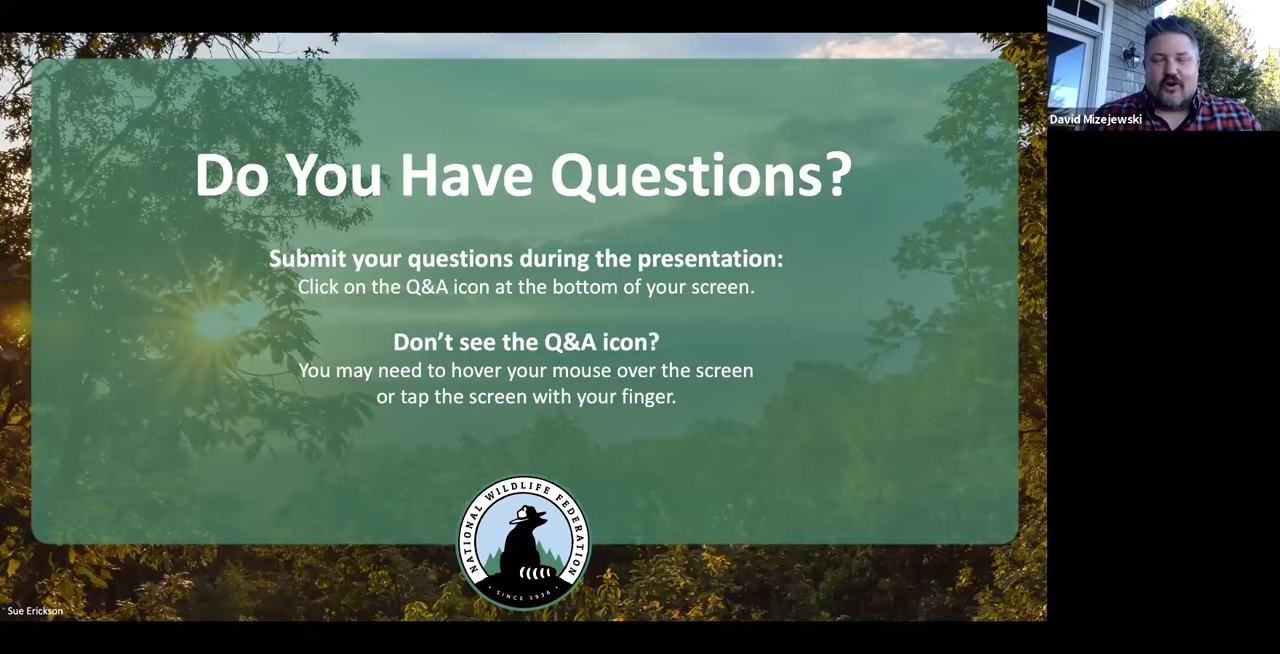 Do You Have Questions?
Submit your questions during the presentation:
Click on the Q&A icon at the bottom of your screen.
Don’t see the Q&A icon?
You may need to hover your mouse over the screen
or tap the screen with your finger.
NATIONAL WILDLIFE FEDERATION
• SINCE 1936 •
Sue Erickson
David Mizejewski